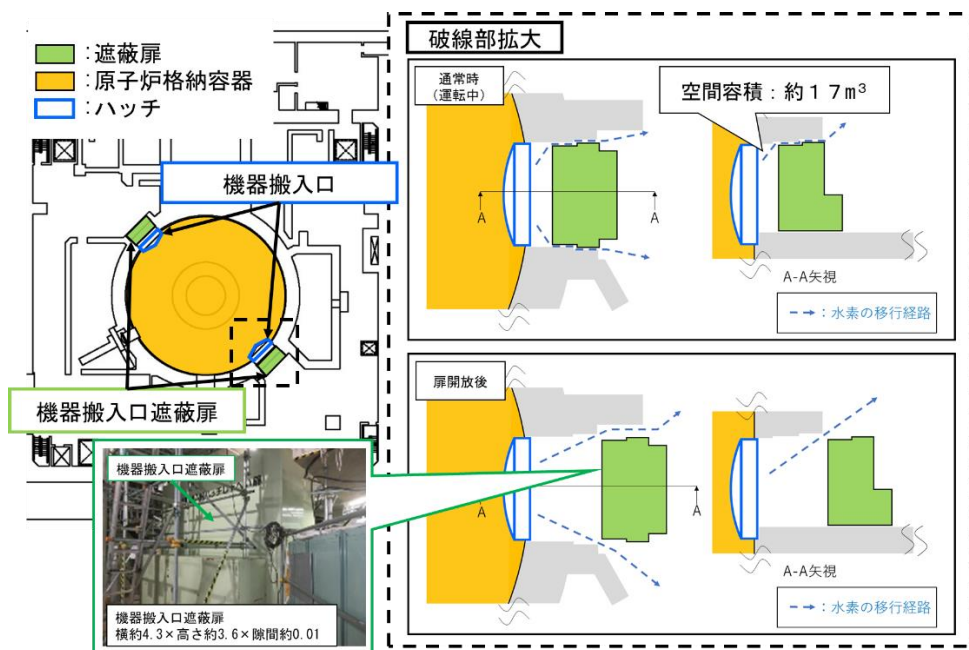 ：遮蔽扉
：原子炉格納容器
：ハッチ
機器搬入口
機器搬入口遮蔽扉
機器搬入口遮蔽扉
機器搬入口遮蔽扉
横約4.3×高さ約3.6×隙間約0.01
破線部拡大
通常時
（運転中）
空間容積：約１７m³
A
A
A-A矢視
：水素の移行経路
扉開放後
A
A
A-A矢視
：水素の移行経路